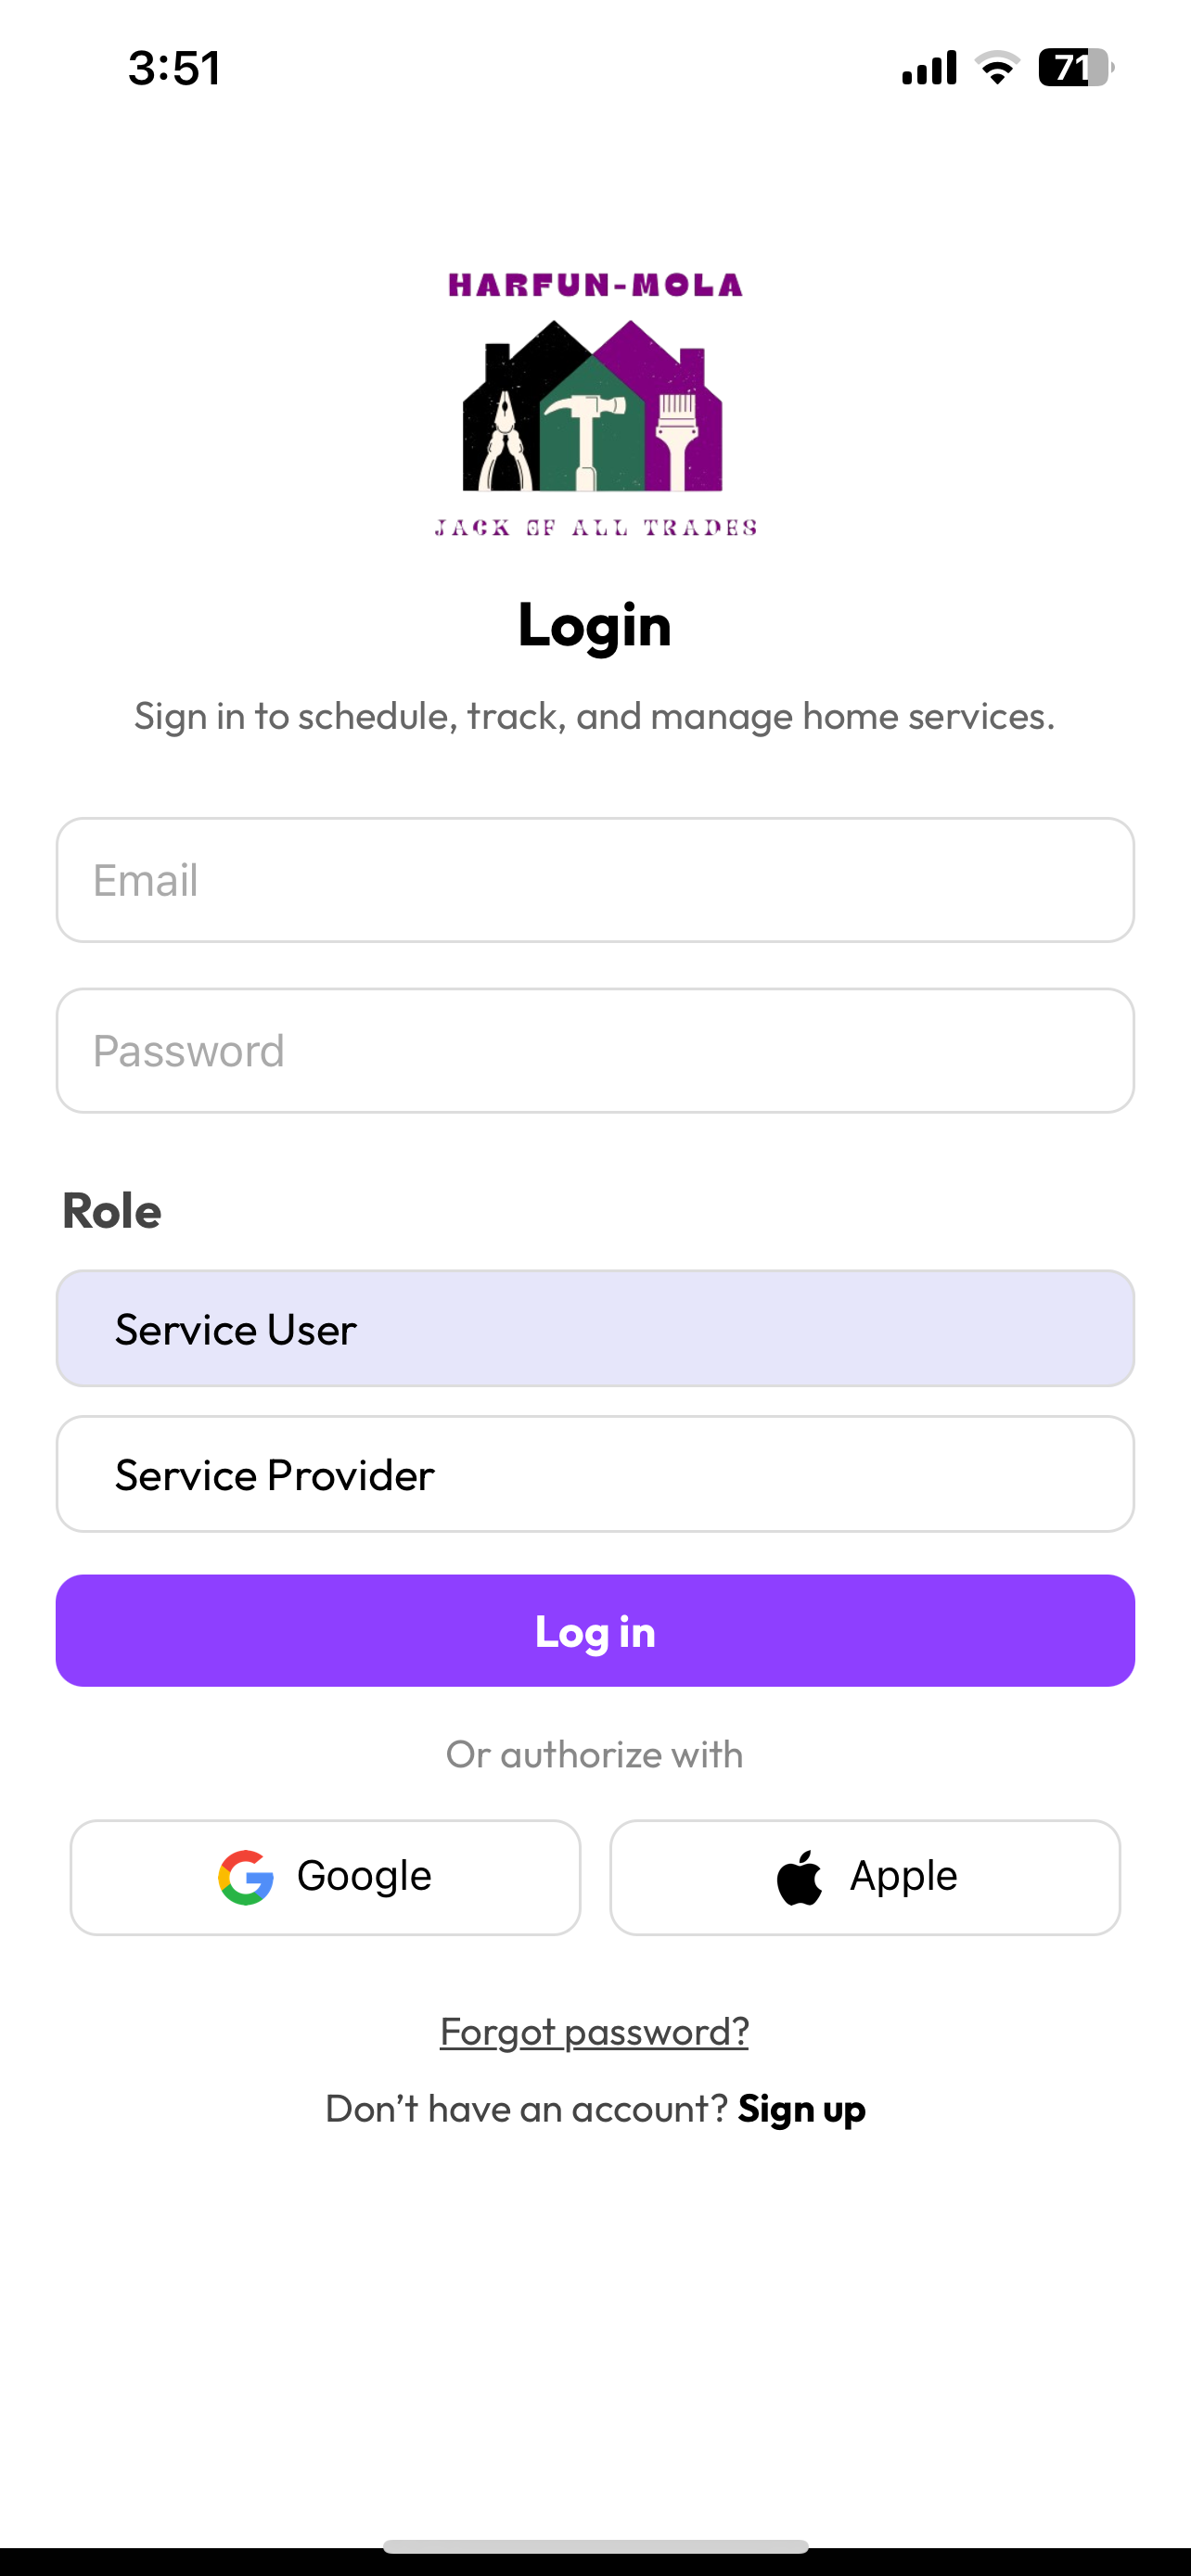 3:51
71
HARFUN-MOLA
JACK OF ALL TRADES
Login
Sign in to schedule, track, and manage home services.
Email
Password
Role
Service User
Service Provider
Log in
Or authorize with
Google Apple
Forgot password?
Don’t have an account? Sign up